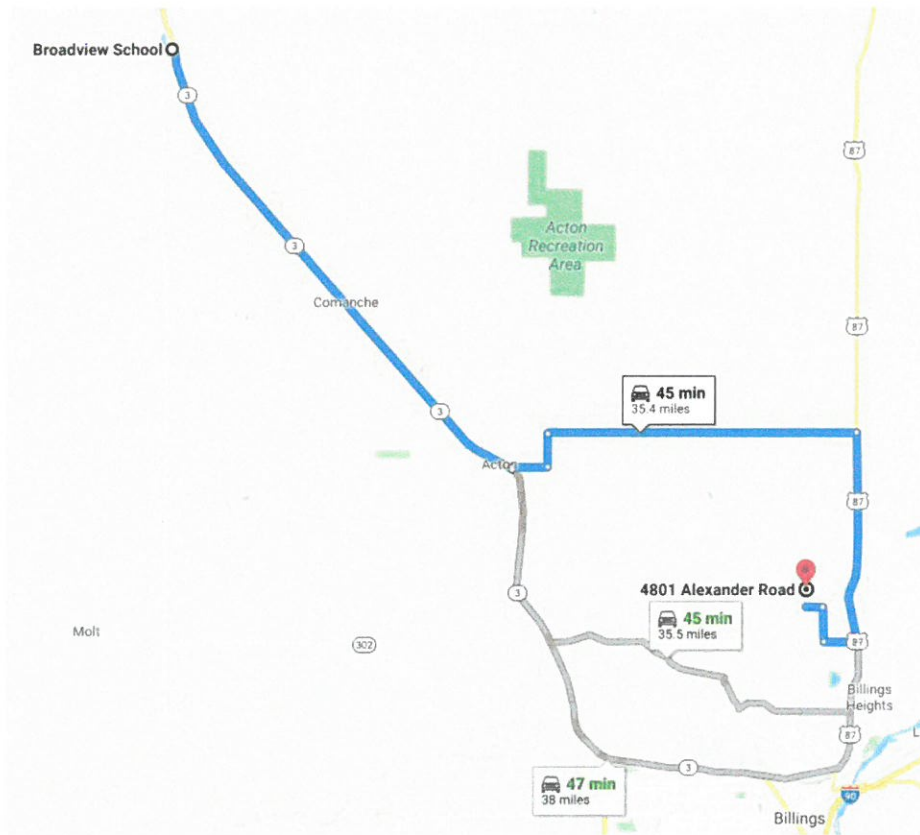 Broadview School
3
87
3
Acton
Recreation
Area
Comanche
87
45 min
35.4 miles
3
Acton
87
4801 Alexander Road
3
45 min
35.5 miles
Molt
302
87
Billings
Heights
87
L
3
47 min
38 miles
90
Billings